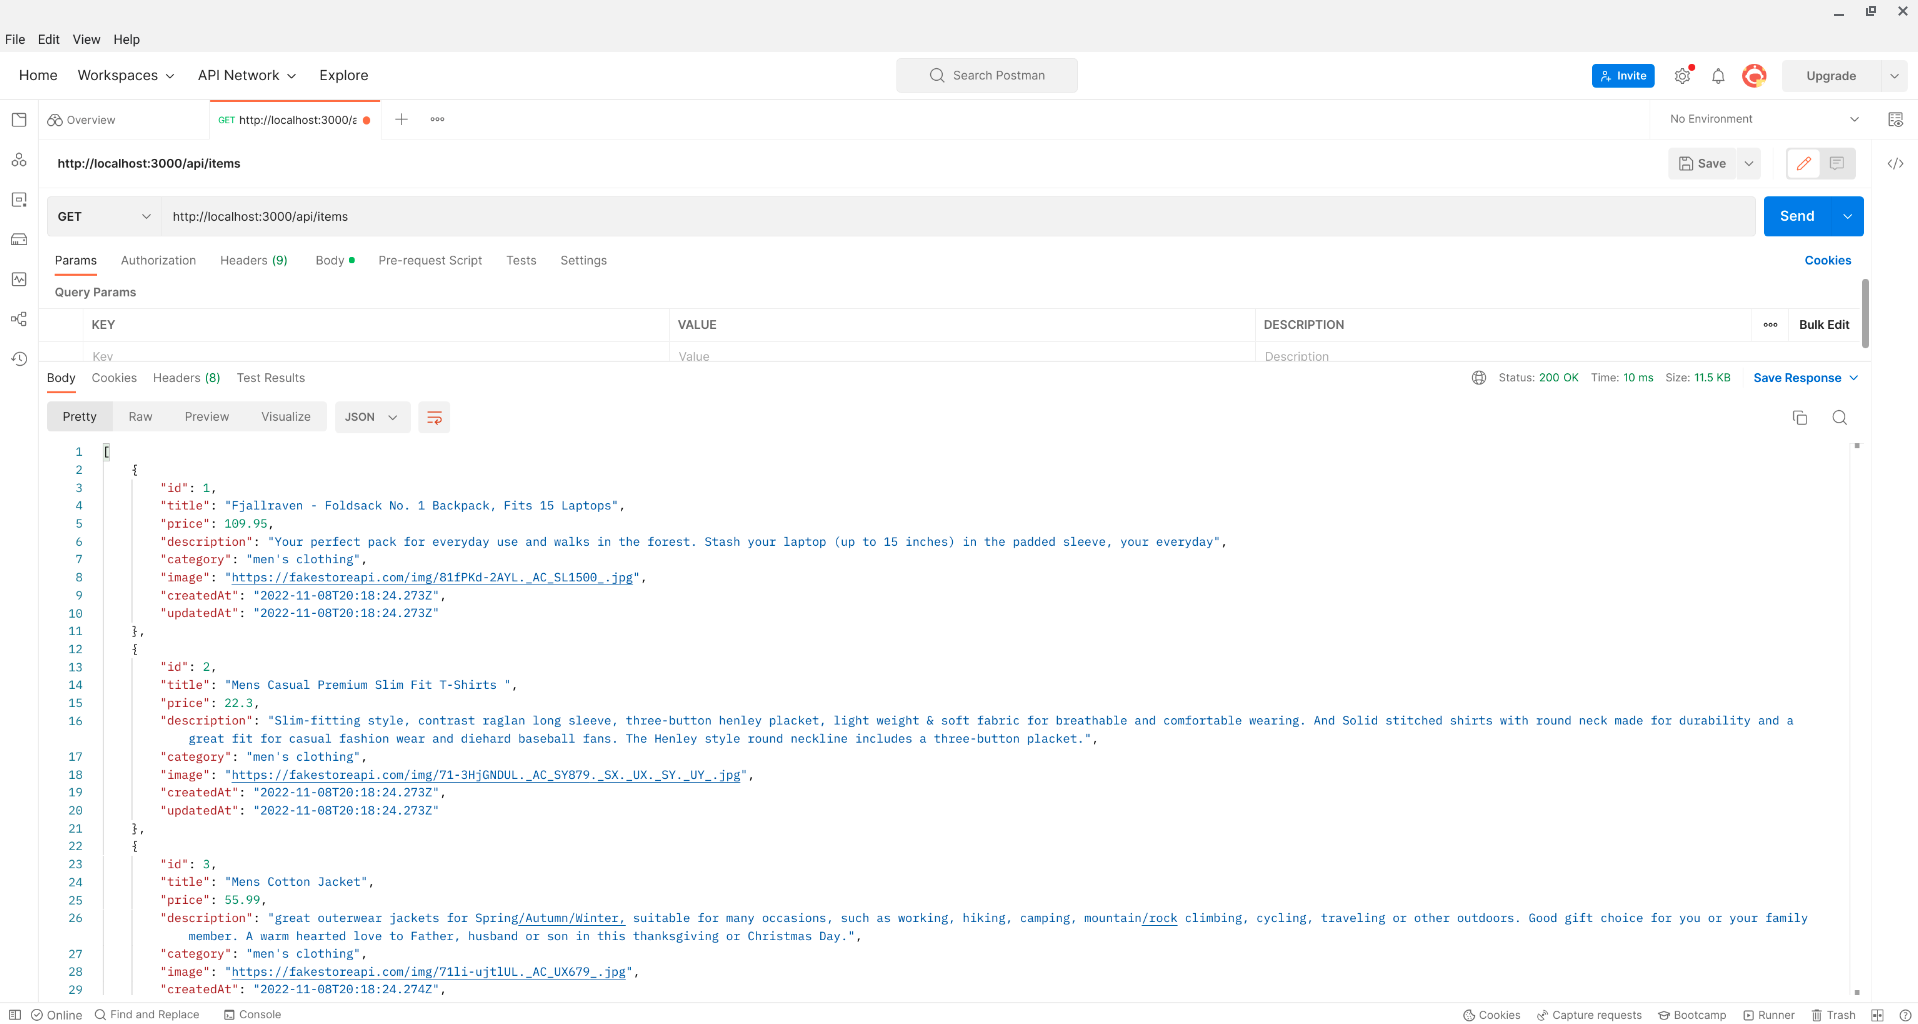 File Edit View Help
Home Workspaces API Network Explore Search Postman Invite Upgrade
Overview GET http://localhost:3000/a No Environment
http://localhost:3000/api/items Save
GET http://localhost:3000/api/items Send
Params Authorization Headers (9) Body Pre-request Script Tests Settings Cookies
Query Params
KEY VALUE DESCRIPTION Bulk Edit
Key Value Description
Body Cookies Headers (8) Test Results Status: 200 OK Time: 10 ms Size: 11.5 KB Save Response
Pretty Raw Preview Visualize JSON
1 [
2 {
3 "id": 1,
4 "title": "Fjallraven - Foldsack No. 1 Backpack, Fits 15 Laptops",
5 "price": 109.95,
6 "description": "Your perfect pack for everyday use and walks in the forest. Stash your laptop (up to 15 inches) in the padded sleeve, your everyday",
7 "category": "men's clothing",
8 "image": "https://fakestoreapi.com/img/81fPKd-2AYL._AC_SL1500_.jpg",
9 "createdAt": "2022-11-08T20:18:24.273Z",
10 "updatedAt": "2022-11-08T20:18:24.273Z"
11 },
12 {
13 "id": 2,
14 "title": "Mens Casual Premium Slim Fit T-Shirts ",
15 "price": 22.3,
16 "description": "Slim-fitting style, contrast raglan long sleeve, three-button henley placket, light weight & soft fabric for breathable and comfortable wearing. And Solid stitched shirts with round neck made for durability and a
great fit for casual fashion wear and diehard baseball fans. The Henley style round neckline includes a three-button placket.",
17 "category": "men's clothing",
18 "image": "https://fakestoreapi.com/img/71-3HjGNDUL._AC_SY879._SX._UX._SY._UY_.jpg",
19 "createdAt": "2022-11-08T20:18:24.273Z",
20 "updatedAt": "2022-11-08T20:18:24.273Z"
21 },
22 {
23 "id": 3,
24 "title": "Mens Cotton Jacket",
25 "price": 55.99,
26 "description": "great outerwear jackets for Spring/Autumn/Winter, suitable for many occasions, such as working, hiking, camping, mountain/rock climbing, cycling, traveling or other outdoors. Good gift choice for you or your family
member. A warm hearted love to Father, husband or son in this thanksgiving or Christmas Day.",
27 "category": "men's clothing",
28 "image": "https://fakestoreapi.com/img/71li-ujtlUL._AC_UX679_.jpg",
29 "createdAt": "2022-11-08T20:18:24.274Z",
Online Find and Replace Console Cookies Capture requests Bootcamp Runner Trash